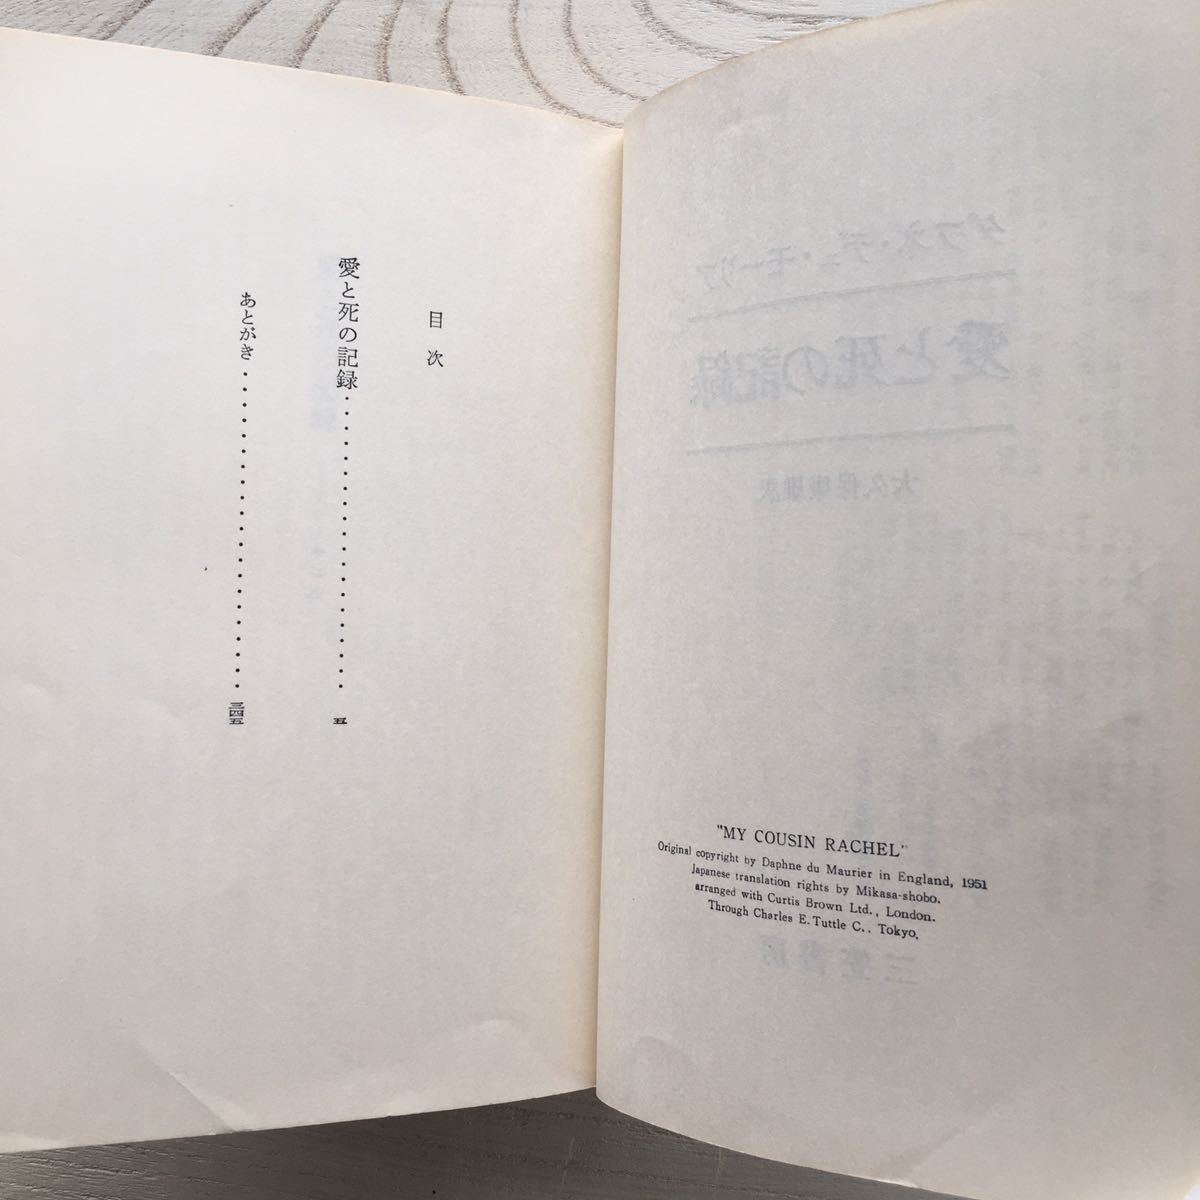 "MY COUSIN RACHEL"
Original copyright by Daphne du Maurier in England, 1951
Japanese translation rights by Mikasa-shobo.
arranged with Curtis Brown Ltd., London.
Through Charles E. Tuttle C., Tokyo.
ダフネ・デュ・モーリア
愛と死の記録
大久保康雄訳
三笠書房
目次
愛と死の記録・・・・・・・・・・・・・・・・・・・・五
あとがき・・・・・・・・・・・・・・・・・・・・・三四五